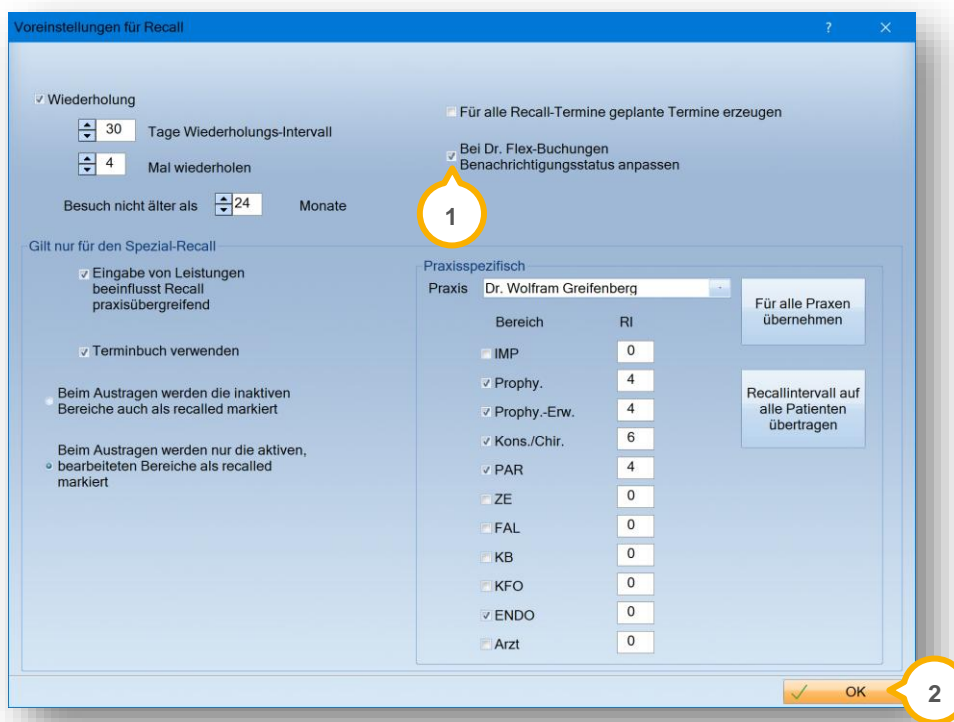 Voreinstellungen für Recall ? ×
Wiederholung
30 Tage Wiederholungs-Intervall
4 Mal wiederholen
Besuch nicht älter als 24 Monate
Für alle Recall-Termine geplante Termine erzeugen
Bei Dr. Flex-Buchungen
Benachrichtigungsstatus anpassen
1
Gilt nur für den Spezial-Recall
Eingabe von Leistungen
beeinflusst Recall
praxisübergreifend
Terminbuch verwenden
Beim Austragen werden die inaktiven
Bereiche auch als recalled markiert
Beim Austragen werden nur die aktiven,
bearbeiteten Bereiche als recalled
markiert
Praxisspezifisch
Praxis Dr. Wolfram Greifenberg
Bereich RI
IMP 0
Prophy. 4
Prophy.-Erw. 4
Kons./Chir. 6
PAR 4
ZE 0
FAL 0
KB 0
KFO 0
ENDO 0
Arzt 0
Für alle Praxen
übernehmen
Recallintervall auf
alle Patienten
übertragen
OK
2